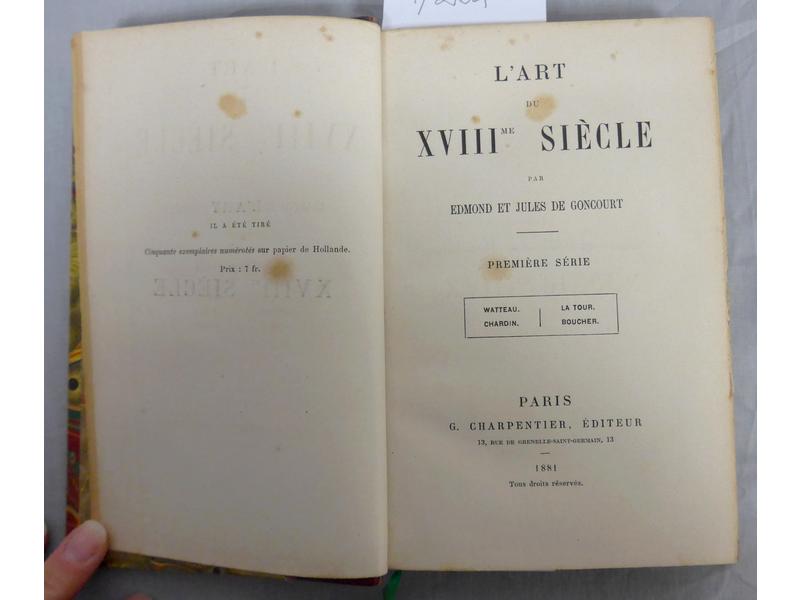 IL A ÉTÉ TIRÉ
Cinquante exemplaires numérotés sur papier de Hollande.
Prix : 7 fr.
L'ART
DU
XVIIIME SIÈCLE
PAR
EDMOND ET JULES DE GONCOURT
PREMIÈRE SÉRIE
WATTEAU. LA TOUR.
CHARDIN. BOUCHER.
PARIS
G. CHARPENTIER, ÉDITEUR
13, RUE DE GRENELLE-SAINT-GERMAIN, 13
1881
Tous droits réservés.